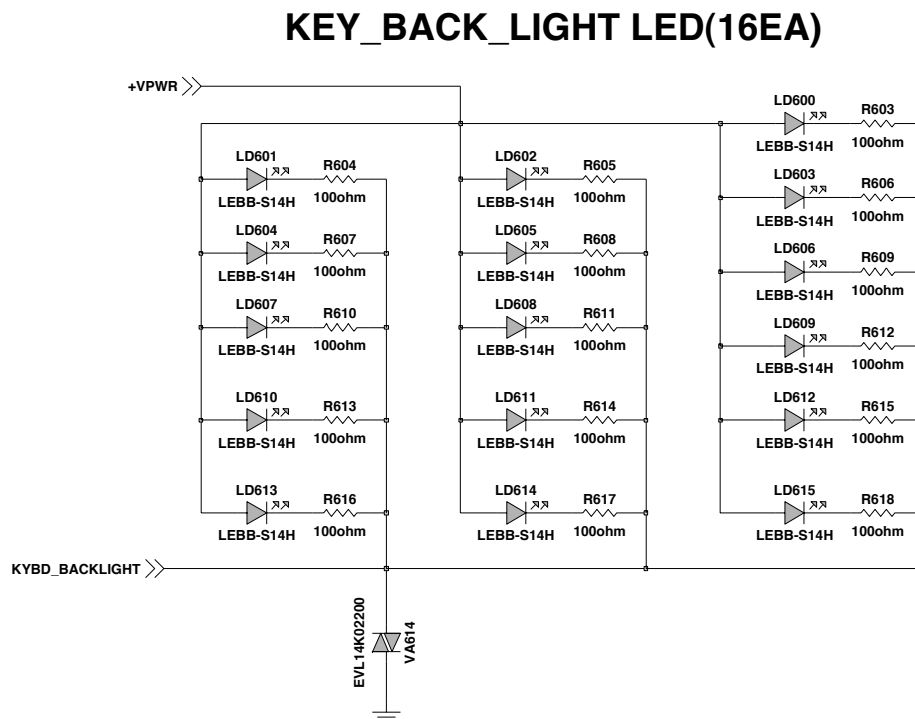 KEY_BACK_LIGHT LED(16EA)
+VPWR
LD600
R603
LEBB-S14H
100ohm
LD601
R604
LEBB-S14H
100ohm
LD602
R605
LEBB-S14H
100ohm
LD603
R606
LEBB-S14H
100ohm
LD604
R607
LEBB-S14H
100ohm
LD605
R608
LEBB-S14H
100ohm
LD606
R609
LEBB-S14H
100ohm
LD607
R610
LEBB-S14H
100ohm
LD608
R611
LEBB-S14H
100ohm
LD609
R612
LEBB-S14H
100ohm
LD610
R613
LEBB-S14H
100ohm
LD611
R614
LEBB-S14H
100ohm
LD612
R615
LEBB-S14H
100ohm
LD613
R616
LEBB-S14H
100ohm
LD614
R617
LEBB-S14H
100ohm
LD615
R618
LEBB-S14H
100ohm
KYBD_BACKLIGHT
EVL14K02200
VA614